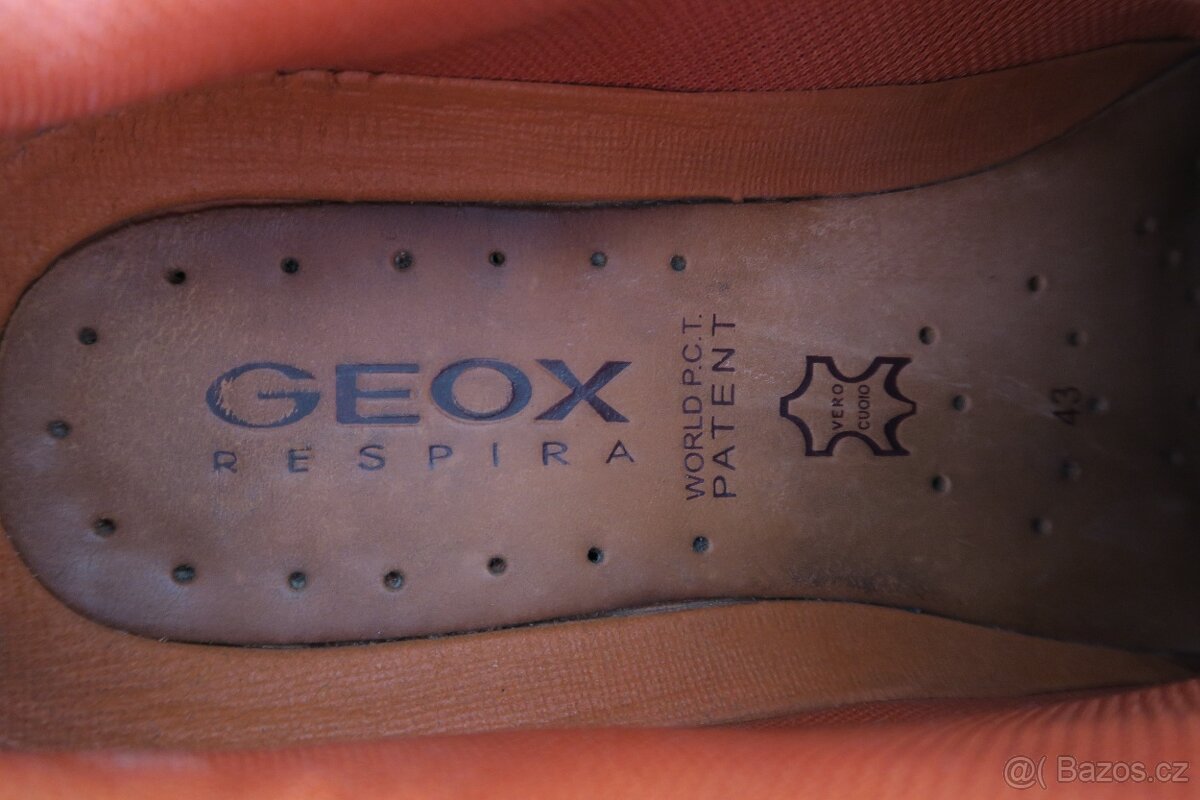 GEOX
RESPIRA
WORLD P.C.T.
PATENT
VERO
CUOIO
43
@( Bazos.cz